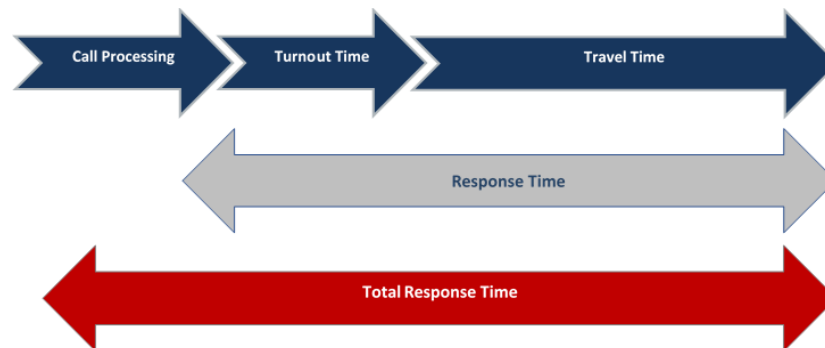 Call Processing
Turnout Time
Travel Time
Response Time
Total Response Time